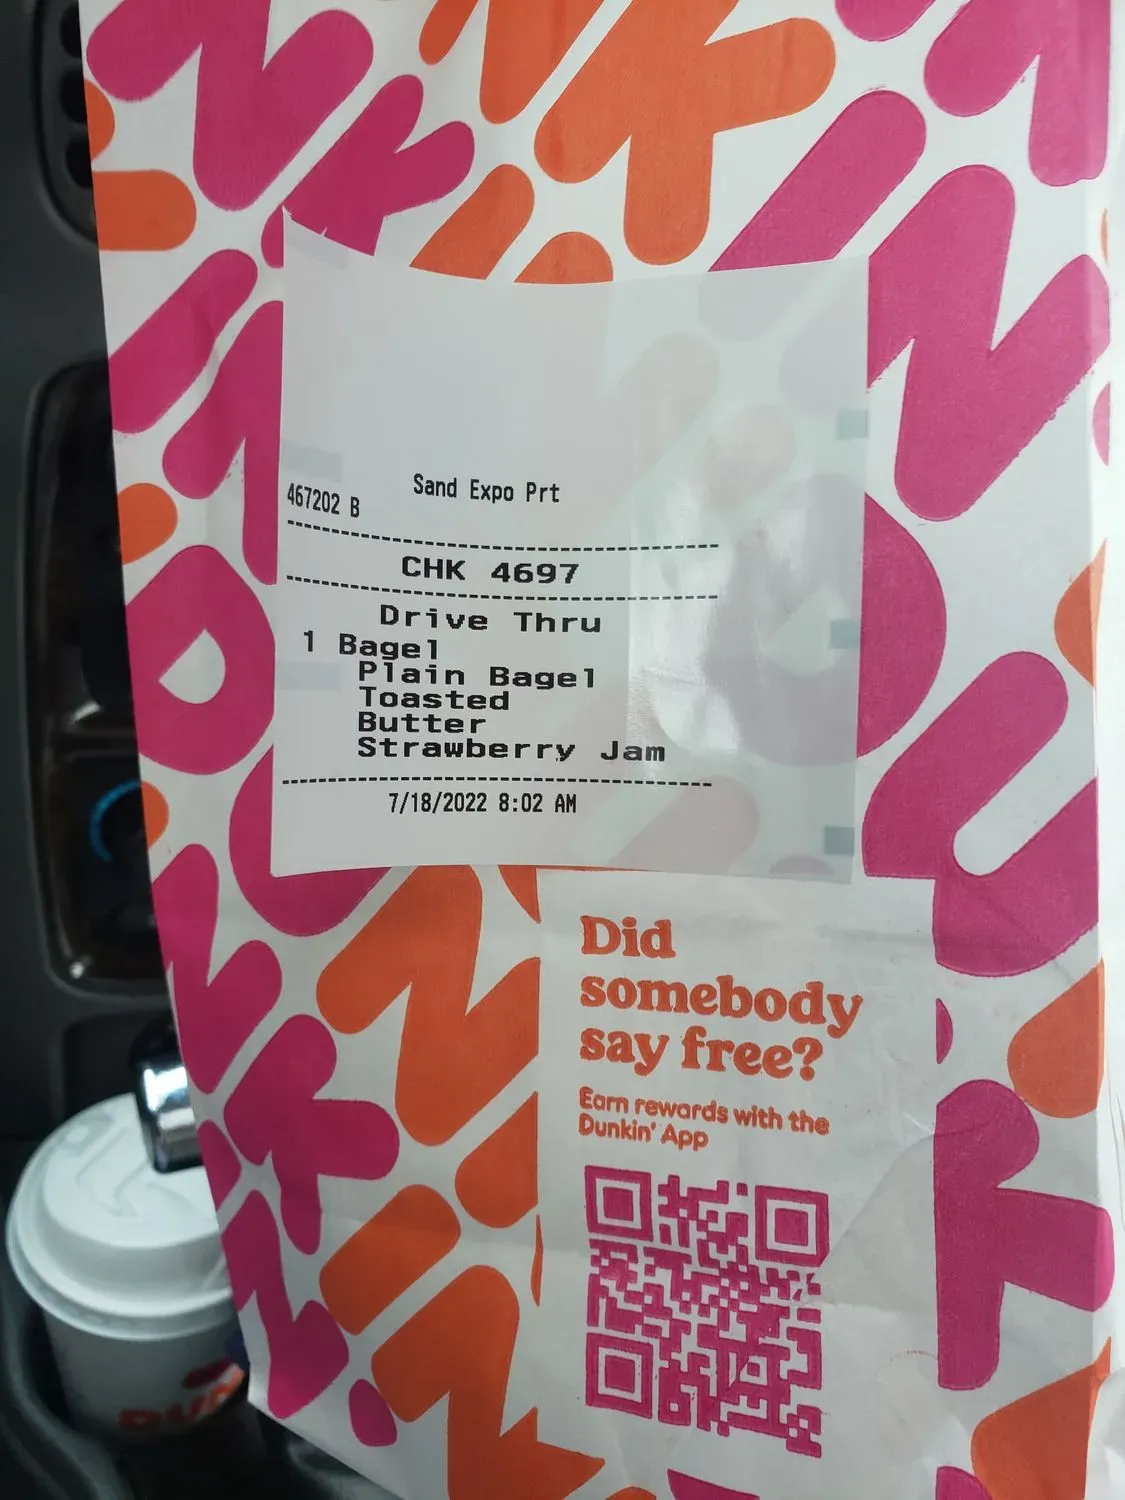 Sand Expo Prt
467202 B
CHK 4697
Drive Thru
1 Bagel
Plain Bagel
Toasted
Butter
Strawberry Jam
7/18/2022 8:02 AM
Did
somebody
say free?
Earn rewards with the
Dunkin' App